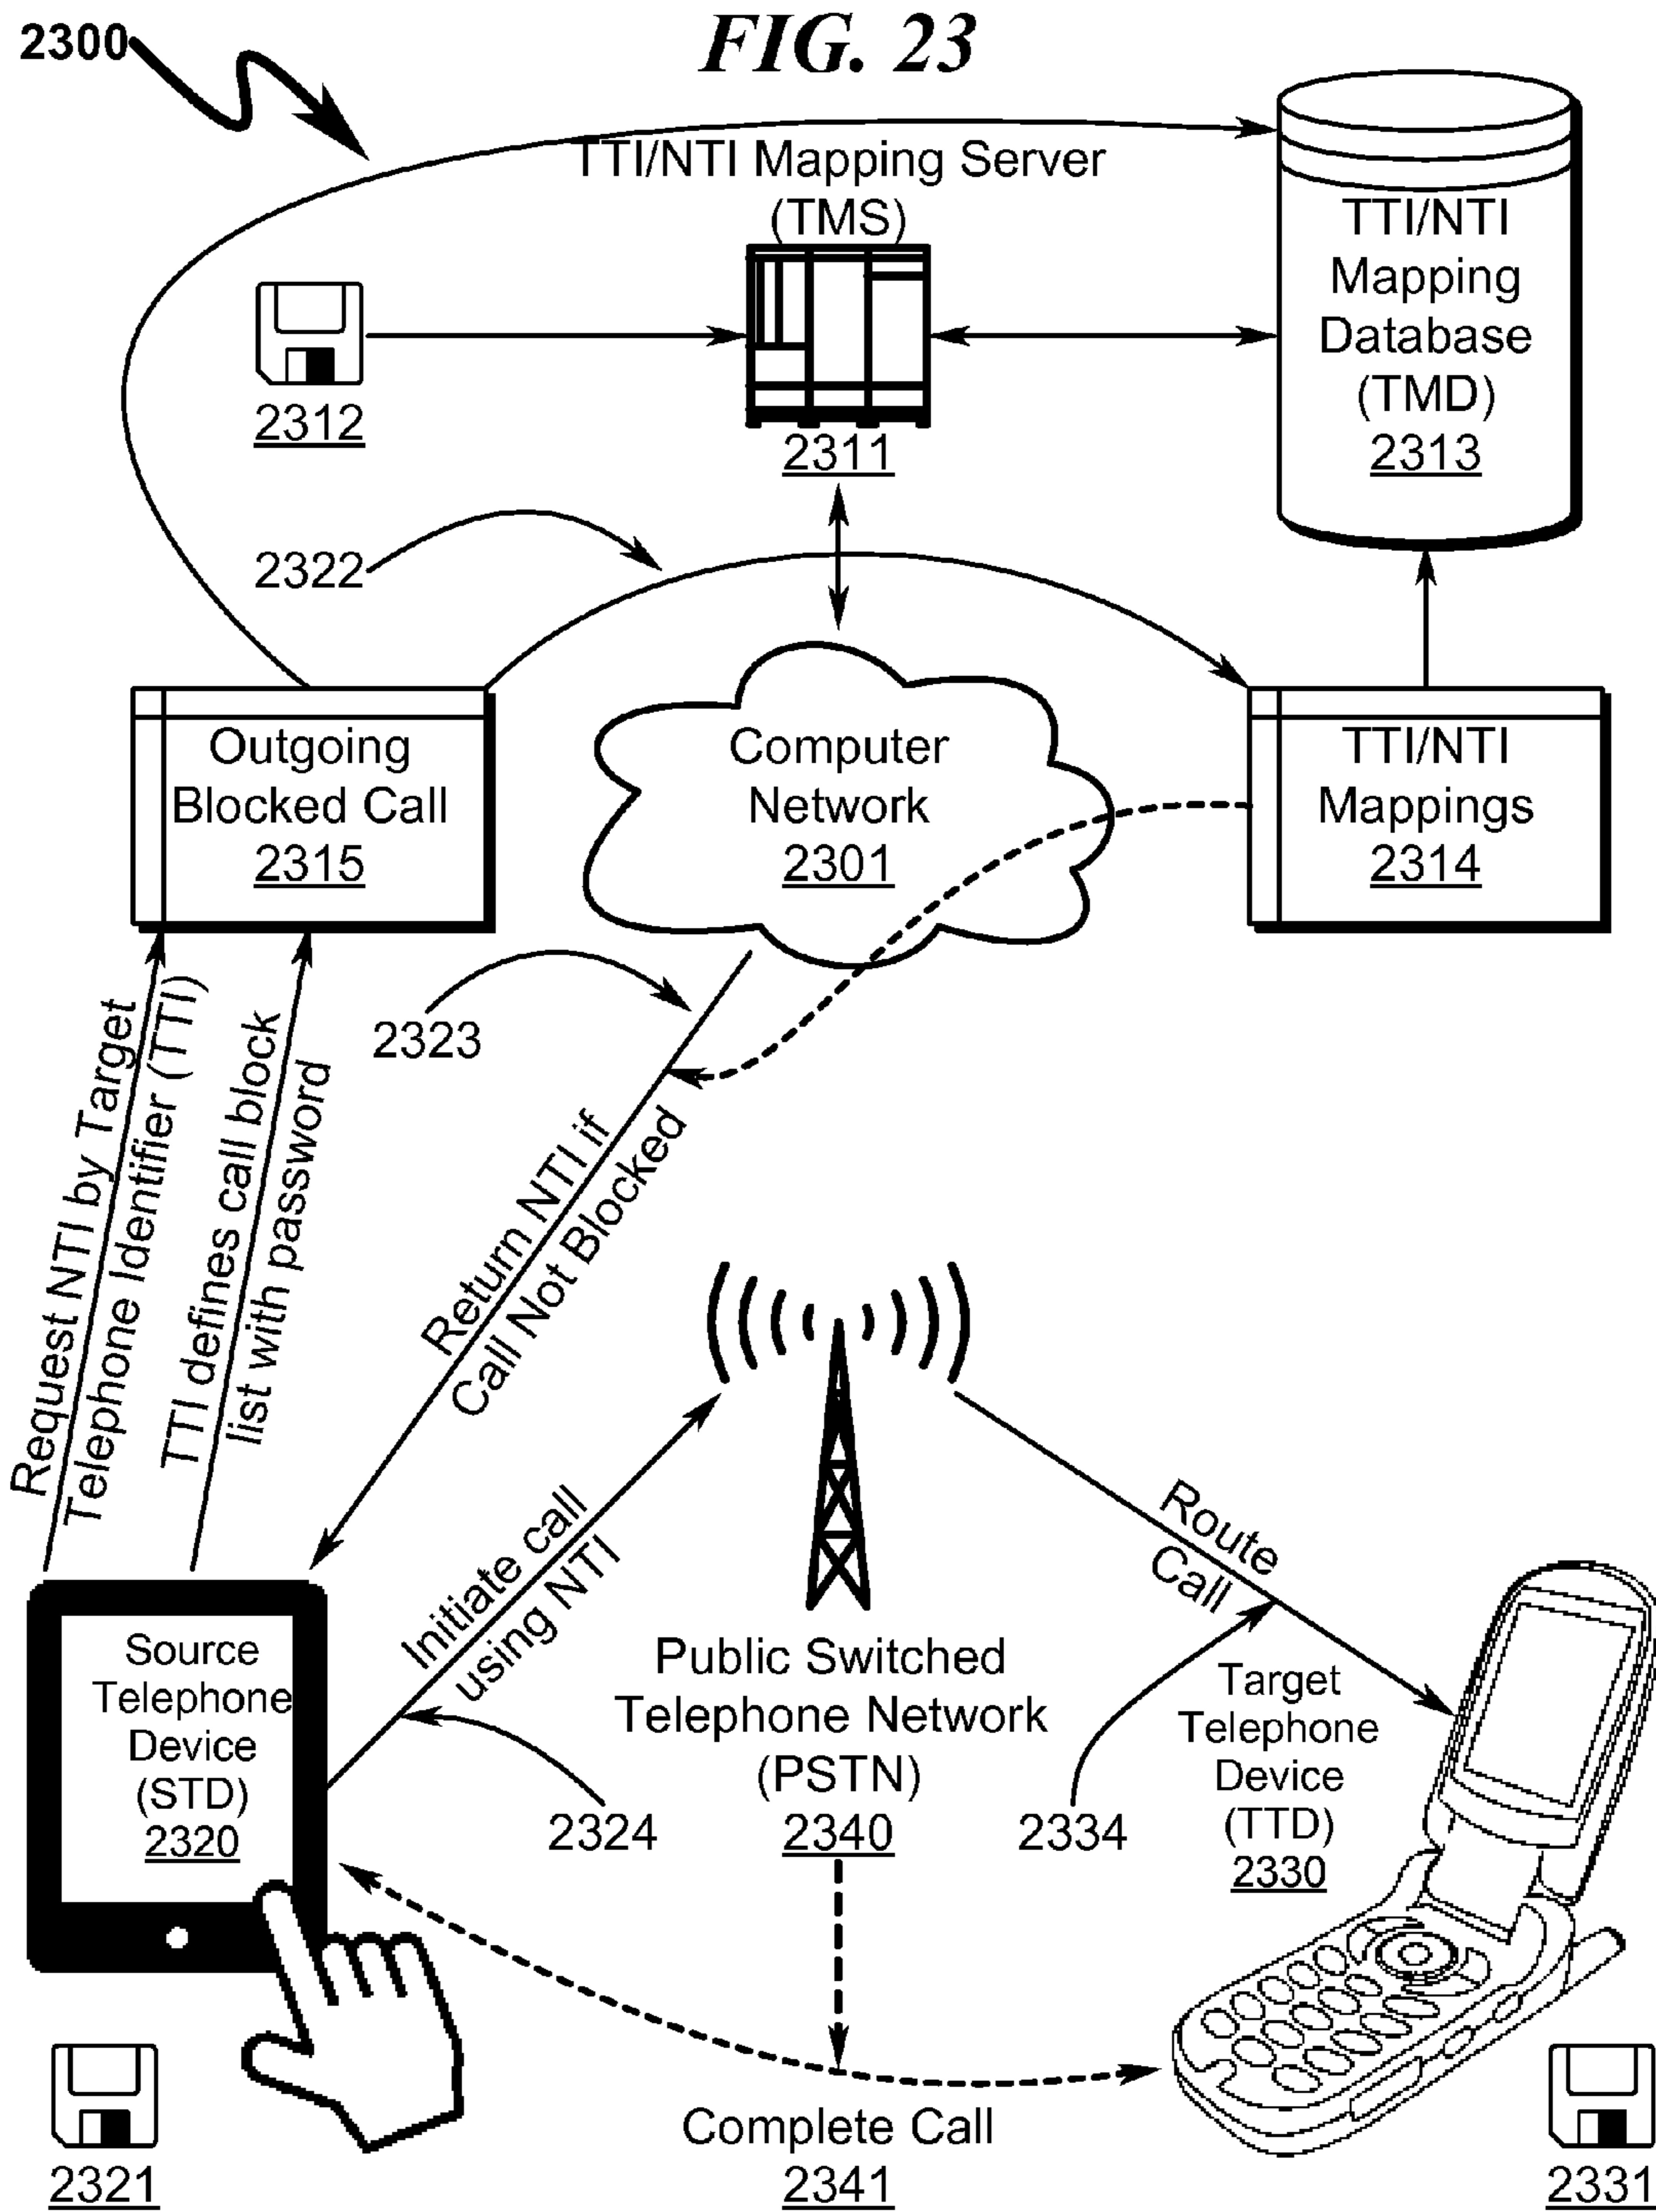 FIG. 23
2300
TTI/NTI Mapping Server
(TMS)
2312
2311
TTI/NTI
Mapping
Database
(TMD)
2313
2322
Outgoing
Blocked Call
2315
Computer
Network
2301
TTI/NTI
Mappings
2314
2323
Request NTI by Target
Telephone Identifier (TTI)
TTI defines call block
list with password
Return NTI if
Call Not Blocked
Initiate call
using NTI
Route
Call
Source
Telephone
Device
(STD)
2320
2324
Public Switched
Telephone Network
(PSTN)
2340
2334
Target
Telephone
Device
(TTD)
2330
Complete Call
2341
2321
2331